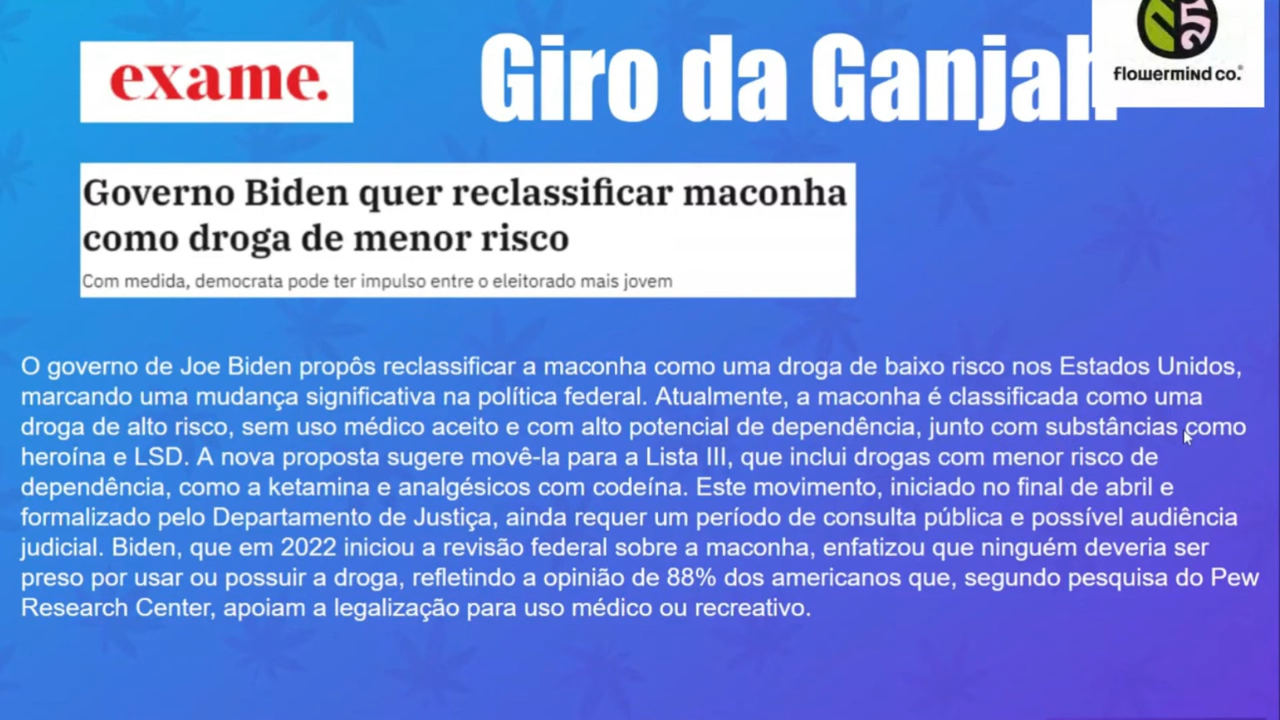 exame.
Giro da Ganjah
flowermind co.®
Governo Biden quer reclassificar maconha
como droga de menor risco
Com medida, democrata pode ter impulso entre o eleitorado mais jovem
O governo de Joe Biden propôs reclassificar a maconha como uma droga de baixo risco nos Estados Unidos,
marcando uma mudança significativa na política federal. Atualmente, a maconha é classificada como uma
droga de alto risco, sem uso médico aceito e com alto potencial de dependência, junto com substâncias como
heroína e LSD. A nova proposta sugere movê-la para a Lista III, que inclui drogas com menor risco de
dependência, como a ketamina e analgésicos com codeína. Este movimento, iniciado no final de abril e
formalizado pelo Departamento de Justiça, ainda requer um período de consulta pública e possível audiência
judicial. Biden, que em 2022 iniciou a revisão federal sobre a maconha, enfatizou que ninguém deveria ser
preso por usar ou possuir a droga, refletindo a opinião de 88% dos americanos que, segundo pesquisa do Pew
Research Center, apoiam a legalização para uso médico ou recreativo.